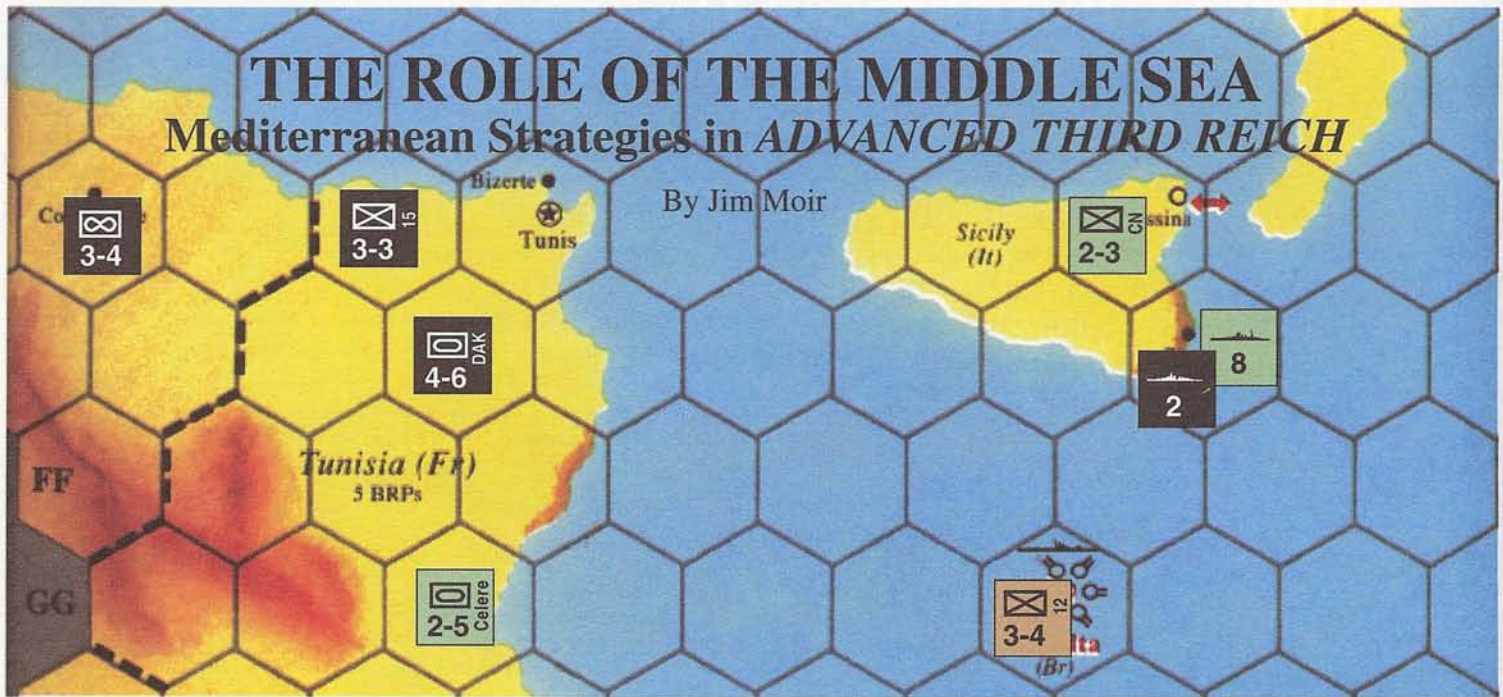 THE ROLE OF THE MIDDLE SEA
Mediterranean Strategies in ADVANCED THIRD REICH
By Jim Moir
Bizerte
Tunis
3-4
3-3
15
Sicily
(It)
ssina
2-3
CN
4-6
DAK
8
2
Tunisia (Fr)
5 BRPs
FF
GG
2-5
Celere
3-4
12
lta
(Br)